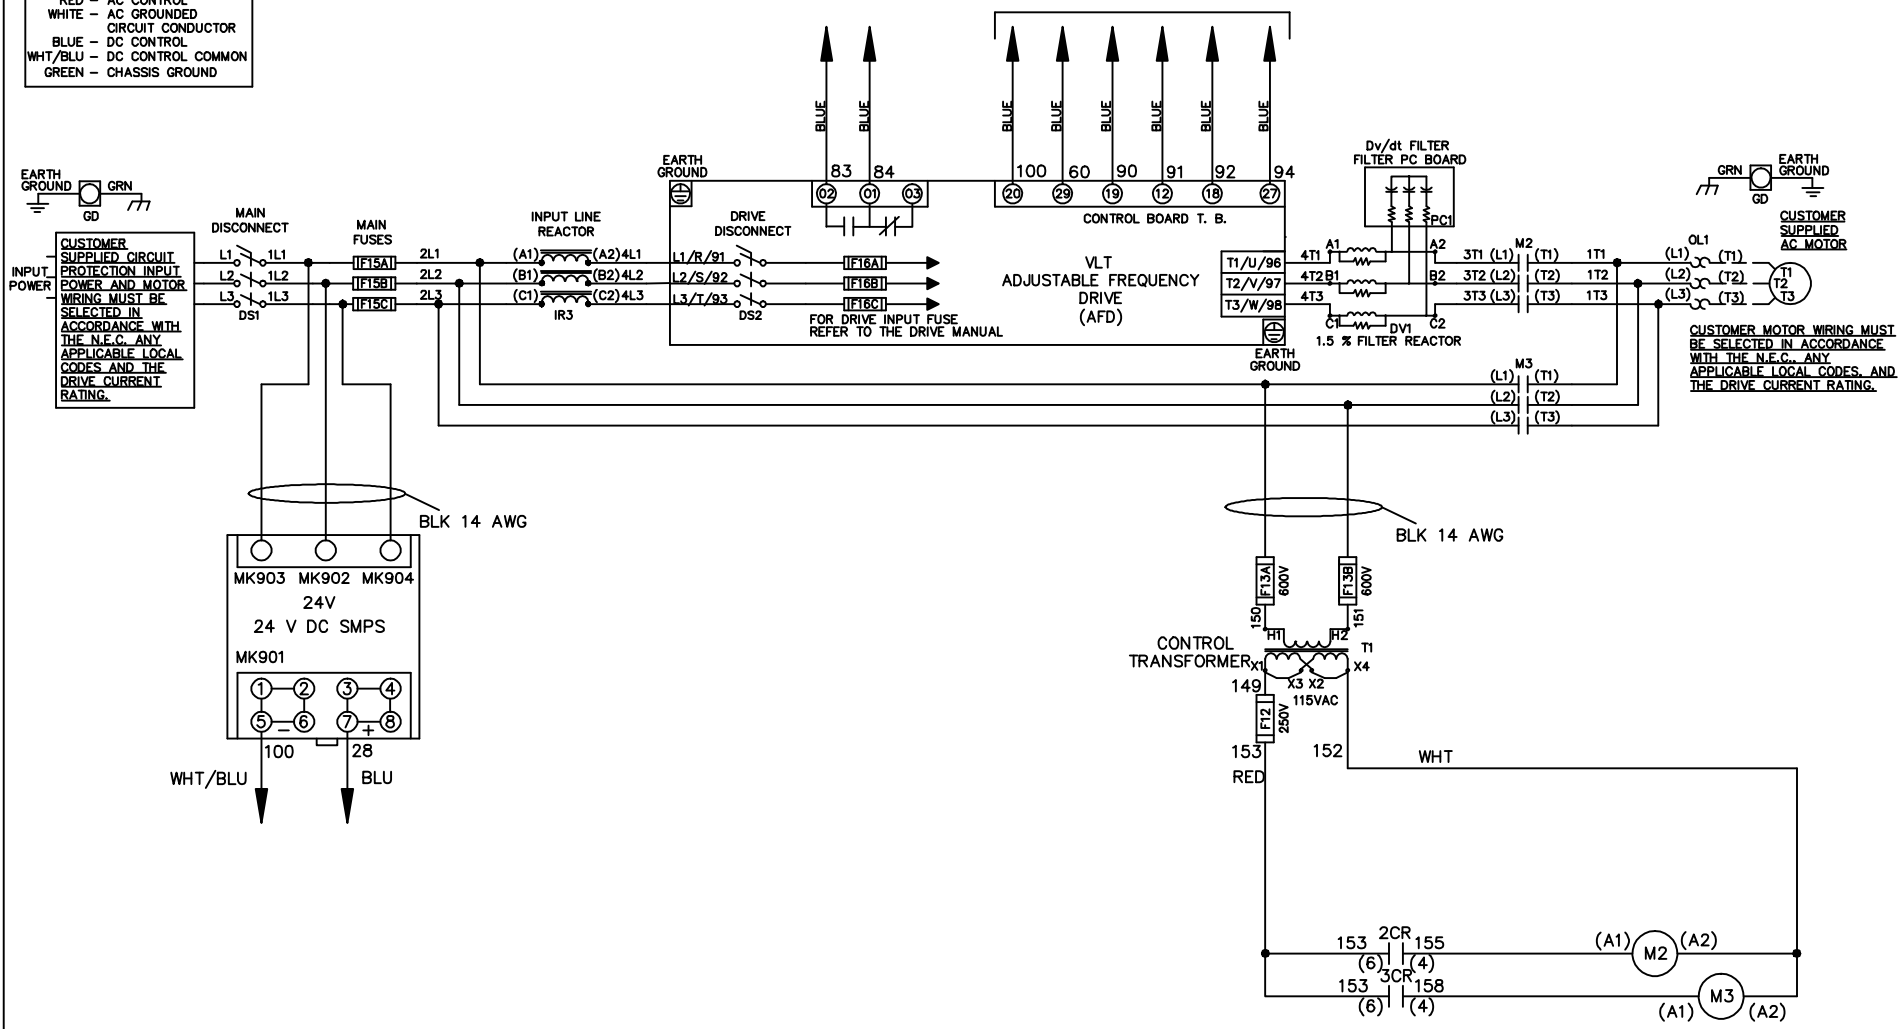 RED – AC CONTROL
WHITE – AC GROUNDED
CIRCUIT CONDUCTOR
BLUE – DC CONTROL
WHT/BLU – DC CONTROL COMMON
GREEN – CHASSIS GROUND
BLUE
BLUE
BLUE
BLUE
BLUE
BLUE
BLUE
BLUE
EARTH
GROUND
GRN
GD
MAIN
DISCONNECT
MAIN
FUSES
INPUT LINE
REACTOR
EARTH
GROUND
83
84
02
01
03
DRIVE
DISCONNECT
100
60
90
91
92
94
20
29
19
12
18
27
CONTROL BOARD T. B.
Dv/dt FILTER
FILTER PC BOARD
PC1
GRN
GD
EARTH
GROUND
CUSTOMER
SUPPLIED
AC MOTOR
INPUT
POWER
CUSTOMER
SUPPLIED CIRCUIT
PROTECTION INPUT
POWER AND MOTOR
WIRING MUST BE
SELECTED IN
ACCORDANCE WITH
THE N.E.C. ANY
APPLICABLE LOCAL
CODES AND THE
DRIVE CURRENT
RATING.
L1 1L1
L2 1L2
L3 1L3
DS1
F15A
F15B
F15C
2L1
2L2
2L3
(A1) (A2) 4L1
(B1) (B2) 4L2
(C1) (C2) 4L3
IR3
L1/R/91
L2/S/92
L3/T/93
DS2
F16A
F16B
F16C
FOR DRIVE INPUT FUSE
REFER TO THE DRIVE MANUAL
VLT
ADJUSTABLE FREQUENCY
DRIVE
(AFD)
T1/U/96
T2/V/97
T3/W/98
EARTH
GROUND
4T1 A1 A2
4T2 B1 B2
4T3
C1 DV1 C2
1.5 % FILTER REACTOR
M2
3T1 (L1) (T1) 1T1
3T2 (L2) (T2) 1T2
3T3 (L3) (T3) 1T3
OL1
(L1) (T1)
(L2) (T2)
(L3) (T3)
T1
T2
T3
CUSTOMER MOTOR WIRING MUST
BE SELECTED IN ACCORDANCE
WITH THE N.E.C., ANY
APPLICABLE LOCAL CODES, AND
THE DRIVE CURRENT RATING.
M3
(L1) (T1)
(L2) (T2)
(L3) (T3)
BLK 14 AWG
BLK 14 AWG
MK903 MK902 MK904
24V
24 V DC SMPS
MK901
1 2 3 4
5 6 7 8
– +
100
28
WHT/BLU
BLU
F13A
600V
F13B
600V
150
151
H1 H2
T1
CONTROL
TRANSFORMER
X1 X4
X3 X2
115VAC
149
F12
250V
153
152
RED
WHT
2CR
153 155
(6) (4)
(A1) M2 (A2)
3CR
153 158
(6) (4)
(A1) M3 (A2)